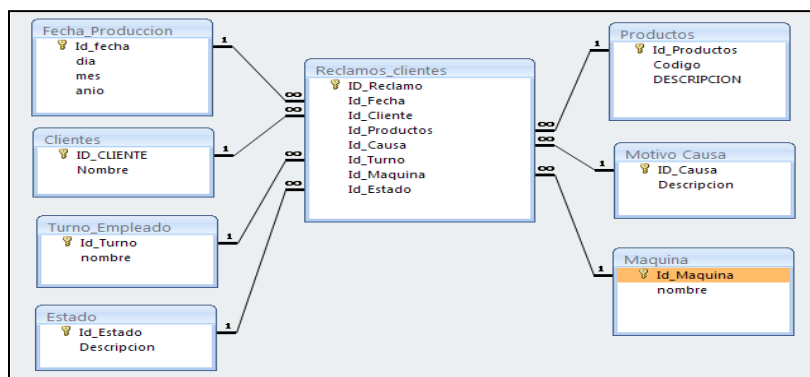 Fecha_Produccion
Id_fecha
dia
mes
anio
1
∞
Clientes
ID_CLIENTE
Nombre
1
∞
Turno_Empleado
Id_Turno
nombre
1
∞
Estado
Id_Estado
Descripcion
1
∞
Reclamos_clientes
ID_Reclamo
Id_Fecha
Id_Cliente
Id_Productos
Id_Causa
Id_Turno
Id_Maquina
Id_Estado
Productos
Id_Productos
Codigo
DESCRIPCION
1
∞
Motivo Causa
ID_Causa
Descripcion
1
∞
Maquina
Id_Maquina
nombre
1
∞